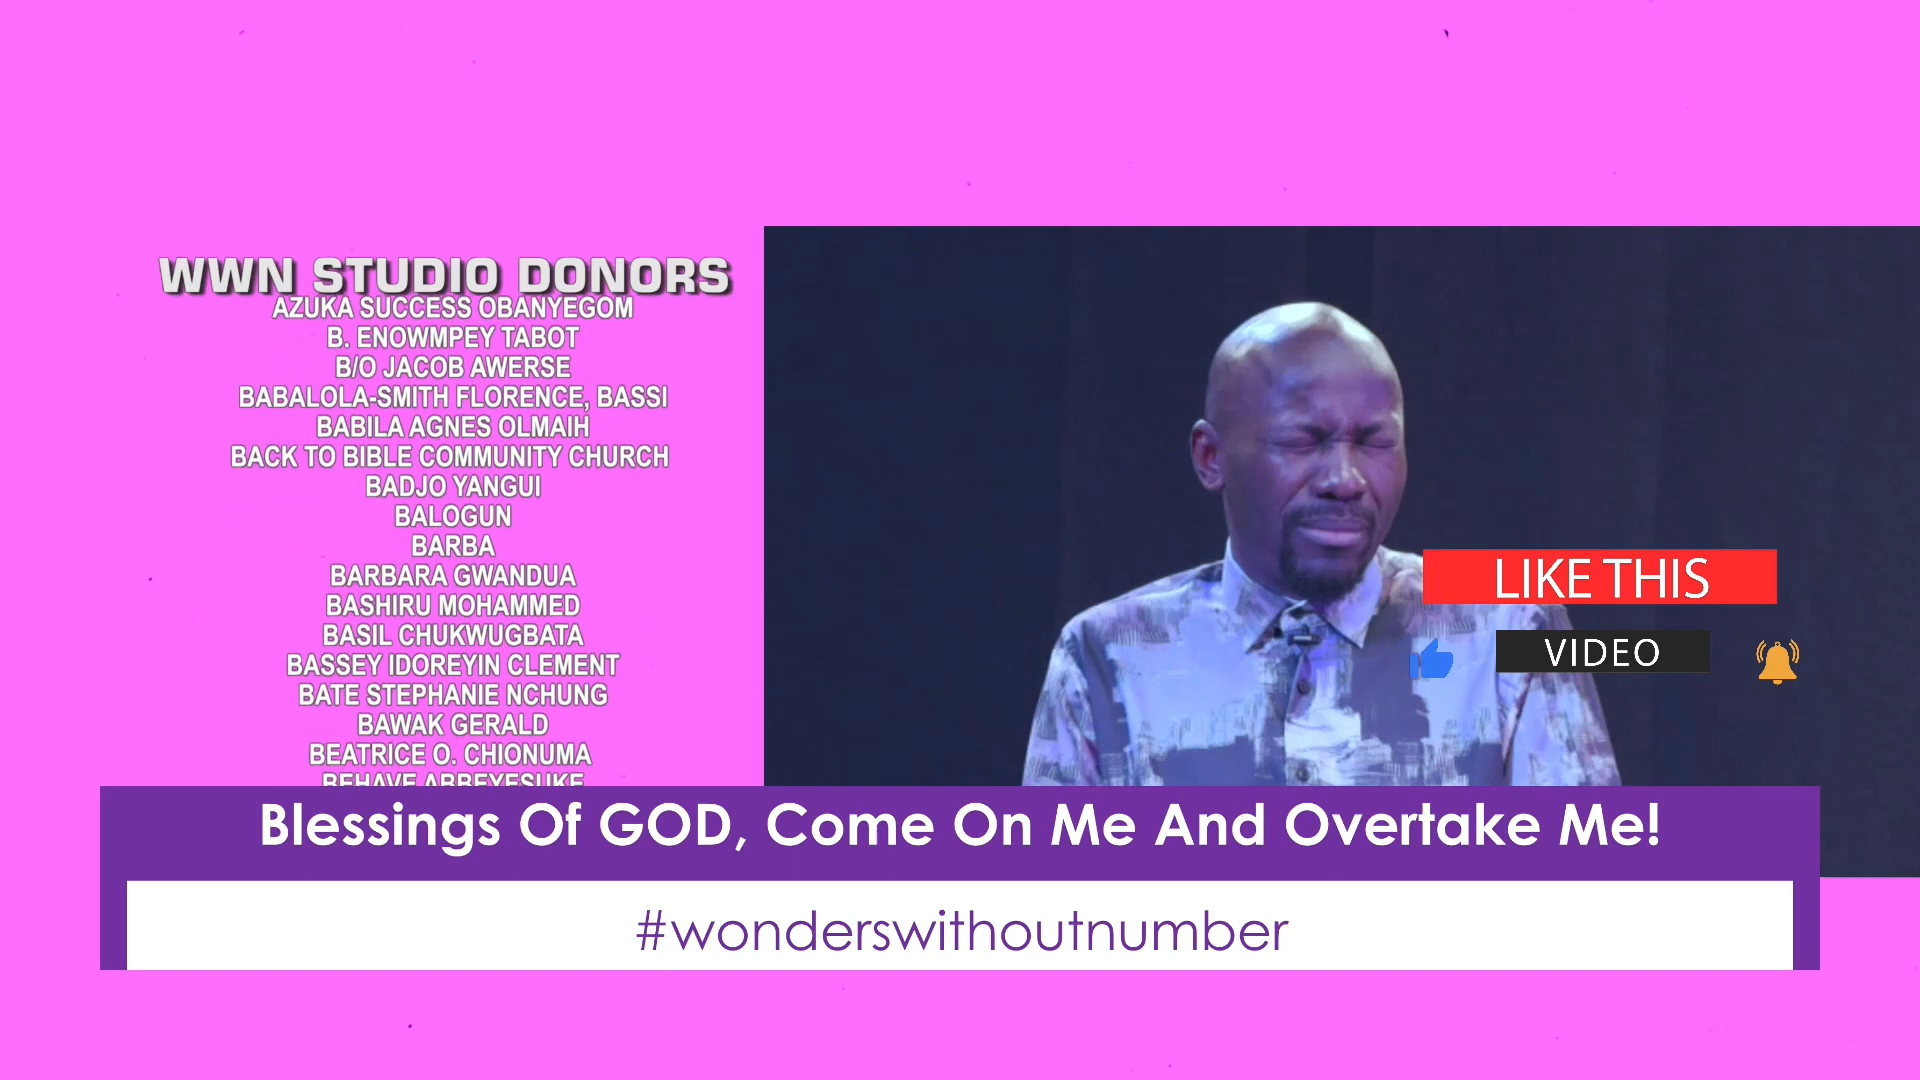 WWN STUDIO DONORS
AZUKA SUCCESS OBANYEGOM
B. ENOWMPEY TABOT
B/O JACOB AWERSE
BABALOLA-SMITH FLORENCE, BASSI
BABILA AGNES OLMAIH
BACK TO BIBLE COMMUNITY CHURCH
BADJO YANGUI
BALOGUN
BARBA
BARBARA GWANDUA
BASHIRU MOHAMMED
BASIL CHUKWUGBATA
BASSEY IDOREYIN CLEMENT
BATE STEPHANIE NCHUNG
BAWAK GERALD
BEATRICE O. CHIONUMA
BEHAVE ABBEYESUKE
LIKE THIS
VIDEO
Blessings Of GOD, Come On Me And Overtake Me!
#wonderswithoutnumber